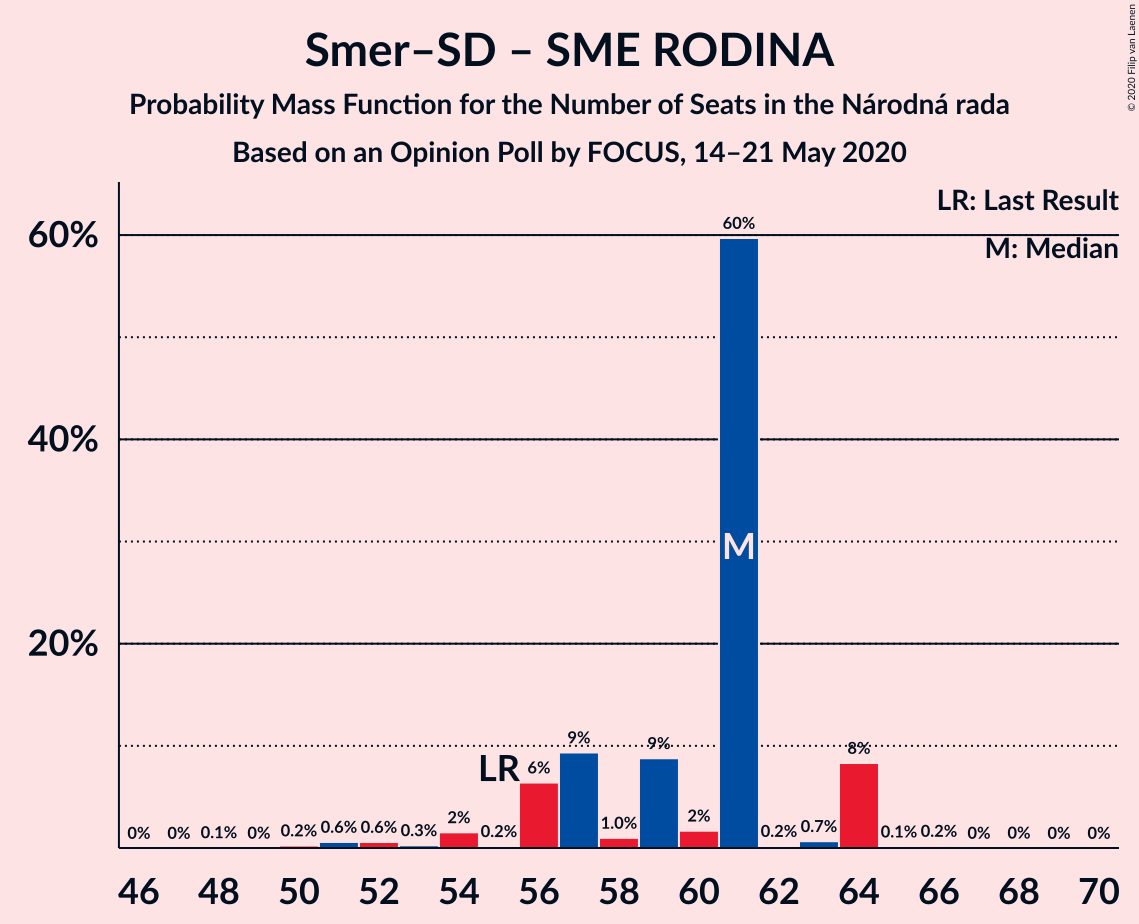 Smer–SD – SME RODINA
Probability Mass Function for the Number of Seats in the Národná rada
Based on an Opinion Poll by FOCUS, 14–21 May 2020
© 2020 Filip van Laenen
LR: Last Result
M: Median
60%
40%
20%
0% 0% 0.1% 0% 0.2% 0.6% 0.6% 0.3% 2% 0.2% 6% 9% 1.0% 9% 2% 60% 0.2% 0.7% 8% 0.1% 0.2% 0% 0% 0% 0%
LR
M
46 48 50 52 54 56 58 60 62 64 66 68 70